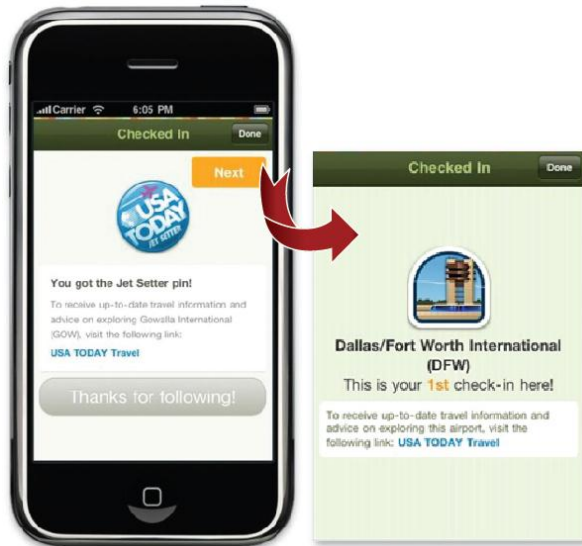 Carrier 6:05 PM
Checked In Done
Next
USA
TODAY
JET SETTER
You got the Jet Setter pin!
To receive up-to-date travel information and
advice on exploring Gowalla International
(GOW), visit the following link:
USA TODAY Travel
Thanks for following!
Checked In Done
Dallas/Fort Worth International
(DFW)
This is your 1st check-in here!
To receive up-to-date travel information and
advice on exploring this airport, visit the
following link: USA TODAY Travel